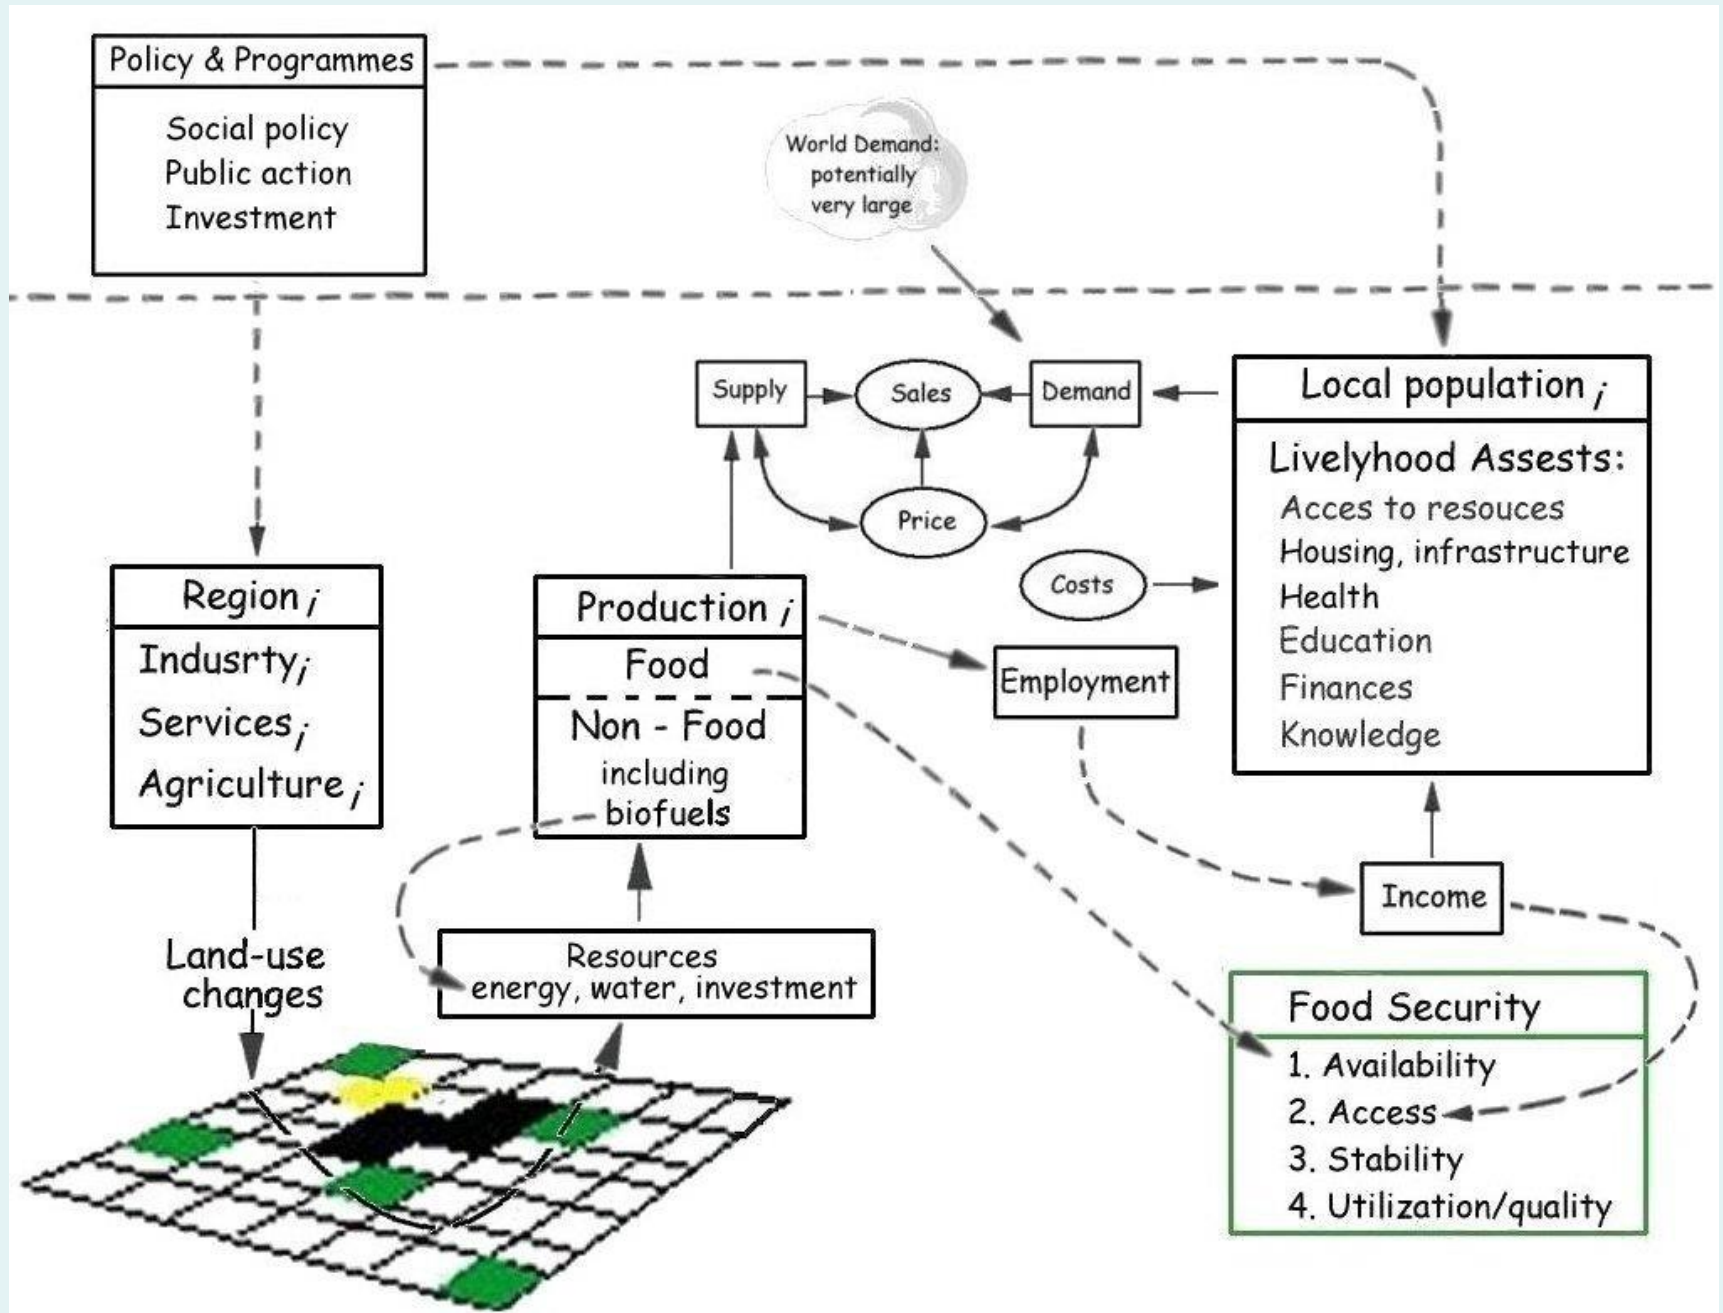 Policy & Programmes
Social policy
Public action
Investment
World Demand:
potentially
very large
Supply
Sales
Demand
Price
Costs
Local population i
Livelyhood Assests:
Acces to resouces
Housing, infrastructure
Health
Education
Finances
Knowledge
Region i
Indusrty i
Services i
Agriculture i
Production i
Food
Non - Food
including
biofuels
Employment
Income
Land-use
changes
Resources
energy, water, investment
Food Security
1. Availability
2. Access
3. Stability
4. Utilization/quality